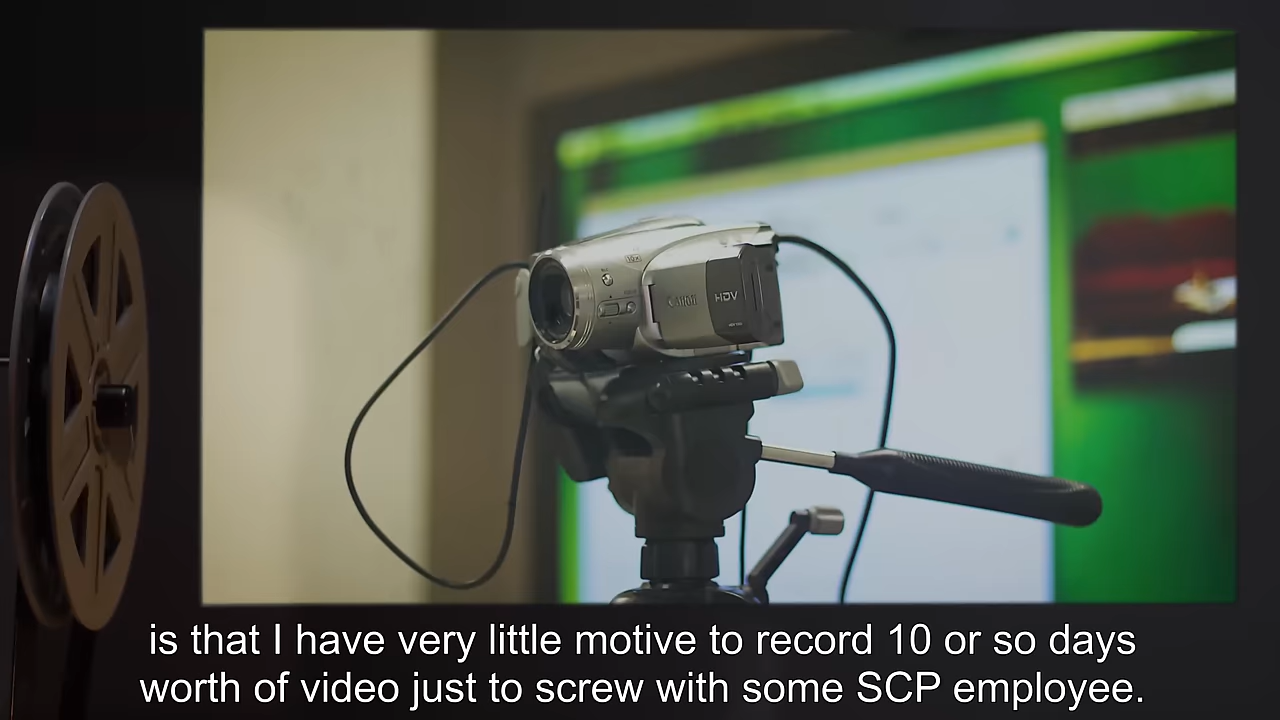 Canon
HDV
is that I have very little motive to record 10 or so days
worth of video just to screw with some SCP employee.